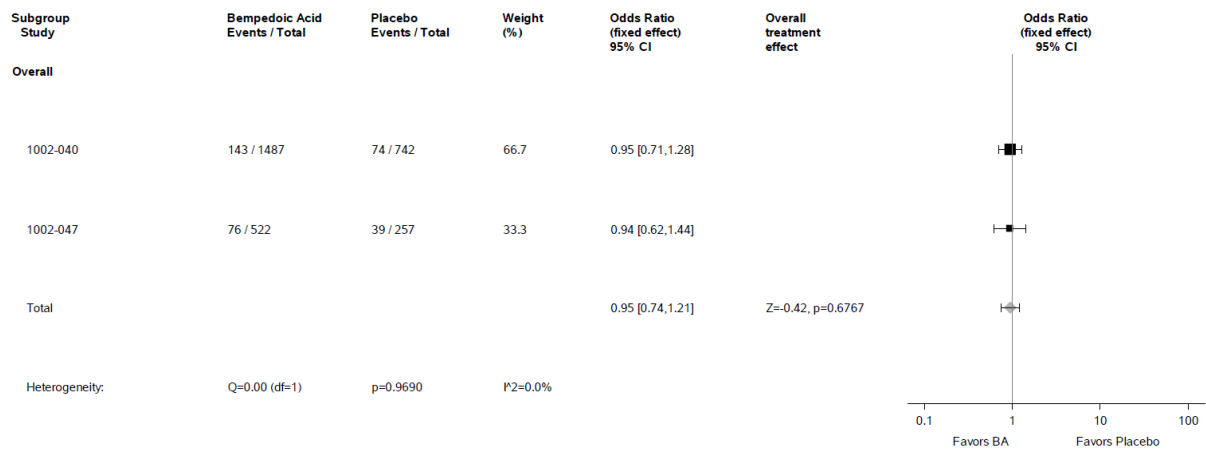 Subgroup Bempedoic Acid Placebo Weight Odds Ratio Overall Odds Ratio
Study Events / Total Events / Total (%) (fixed effect) treatment (fixed effect)
95% CI effect 95% CI
Overall
1002-040 143 / 1487 74 / 742 66.7 0.95 [0.71,1.28]
1002-047 76 / 522 39 / 257 33.3 0.94 [0.62,1.44]
Total 0.95 [0.74,1.21] Z=-0.42, p=0.6767
Heterogeneity: Q=0.00 (df=1) p=0.9690 I^2=0.0%
0.1 1 10 100
Favors BA Favors Placebo